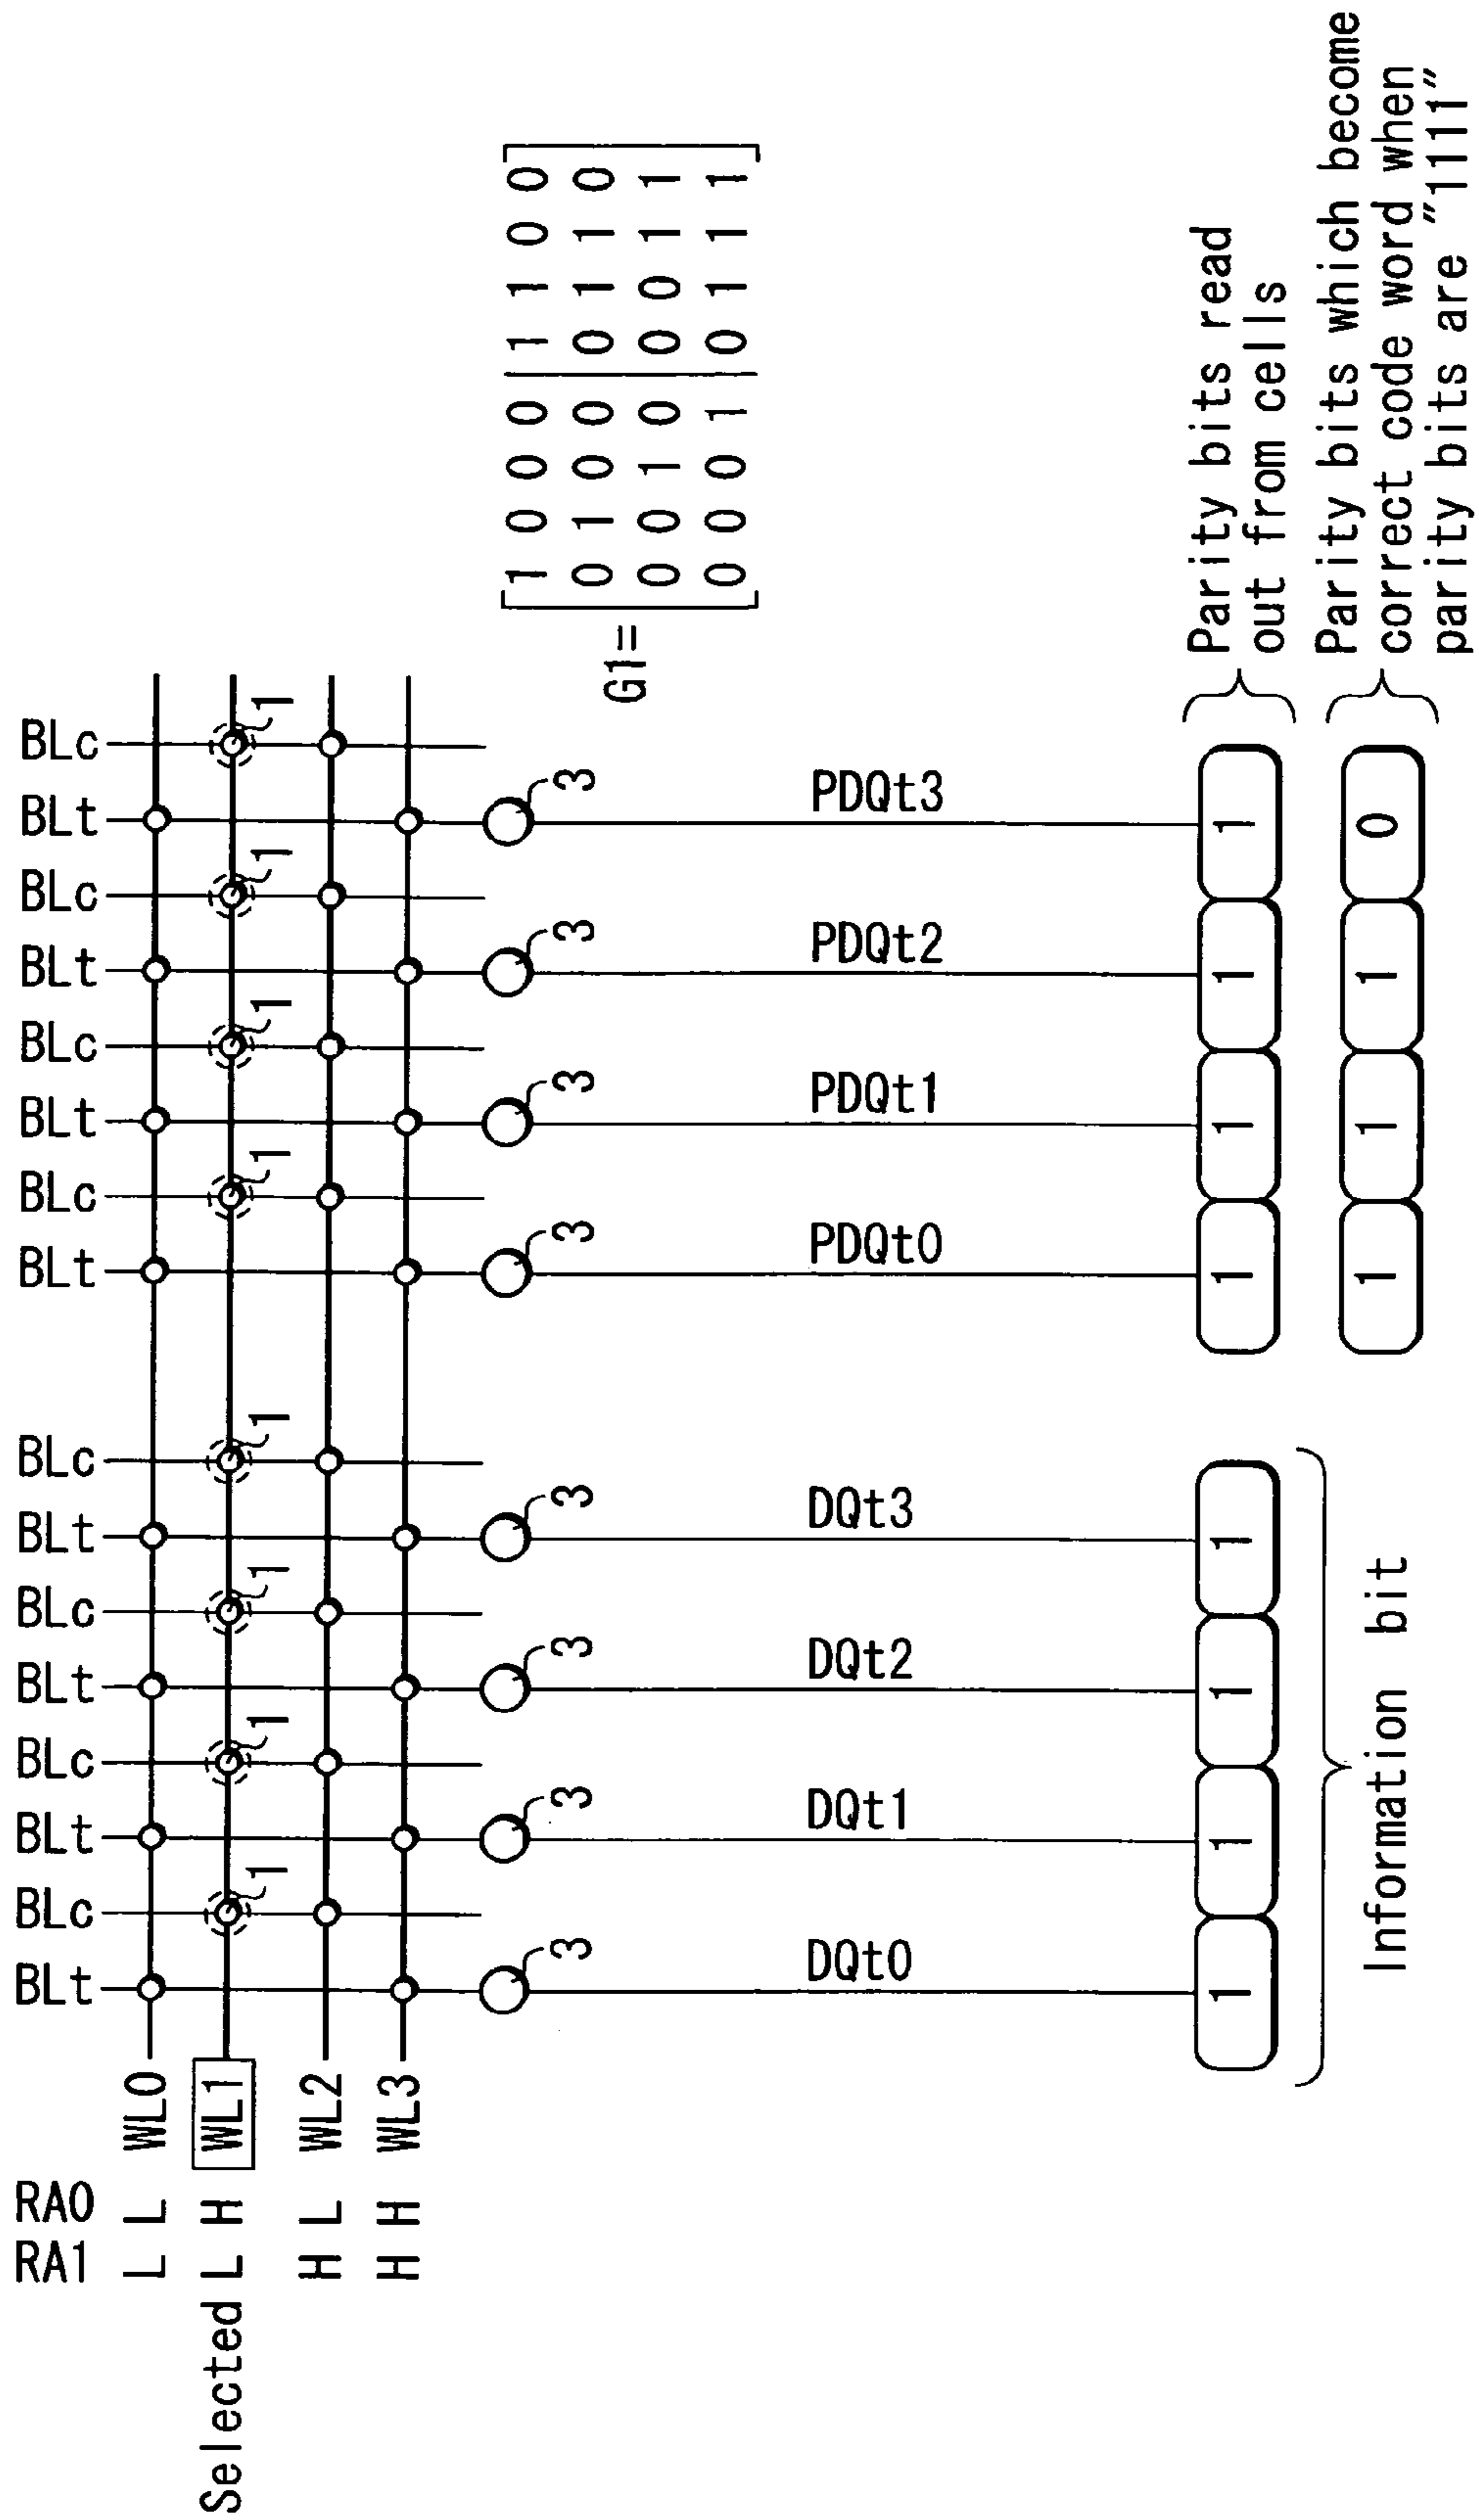 RA1 RA0
L L WL0
Selected L H WL1
H L WL2
H H WL3
BLt BLc BLt BLc BLt BLc BLt BLc BLt BLc BLt BLc BLt BLc BLt BLc
1 1 1 1 1 1 1 1
3 3 3 3 3 3 3 3
G1=
1 0 0 0 1 1 0 0
0 1 0 0 0 1 1 0
0 0 1 0 0 0 1 1
0 0 0 1 0 1 1 1
DQt0 DQt1 DQt2 DQt3 PDQt0 PDQt1 PDQt2 PDQt3
1 1 1 1 1 1 1 1
Parity bits read
out from cells
Information bit
1 1 1 0
Parity bits which become
correct code word when
parity bits are "1111"